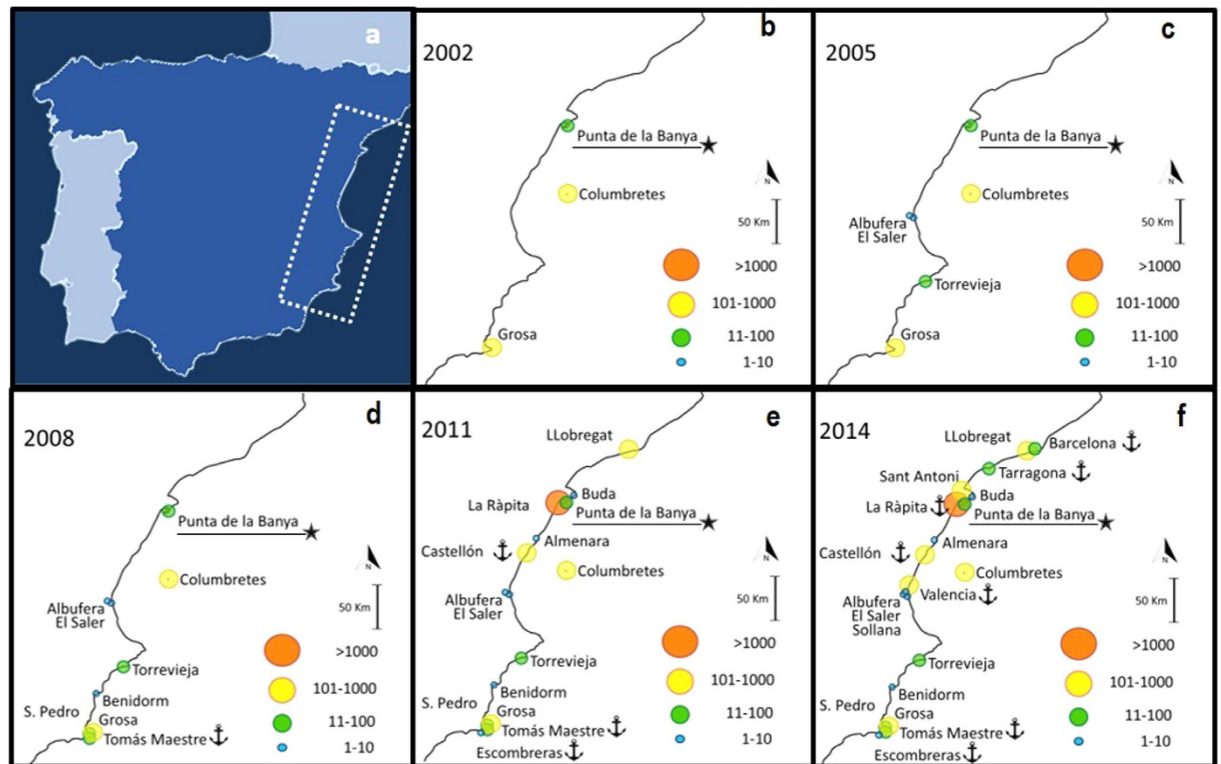 a
b
2002
Punta de la Banya
N
Columbretes
50 Km
>1000
101-1000
11-100
1-10
Grosa
c
2005
Punta de la Banya
N
Columbretes
50 Km
Albufera
El Saler
>1000
Torrevieja
101-1000
11-100
1-10
Grosa
d
2008
Punta de la Banya
N
Columbretes
50 Km
Albufera
El Saler
>1000
Torrevieja
101-1000
Benidorm
S. Pedro
Grosa
11-100
Tomás Maestre
1-10
e
2011
LLobregat
Buda
La Ràpita
Punta de la Banya
Almenara
N
Castellón
Columbretes
50 Km
Albufera
El Saler
>1000
Torrevieja
101-1000
Benidorm
S. Pedro
Grosa
11-100
Tomás Maestre
1-10
Escombreras
f
2014
LLobregat
Barcelona
Tarragona
Sant Antoni
Buda
La Ràpita
Punta de la Banya
Almenara
N
Castellón
Columbretes
Valencia
50 Km
Albufera
El Saler
Sollana
>1000
Torrevieja
101-1000
Benidorm
S. Pedro
Grosa
11-100
Tomás Maestre
1-10
Escombreras